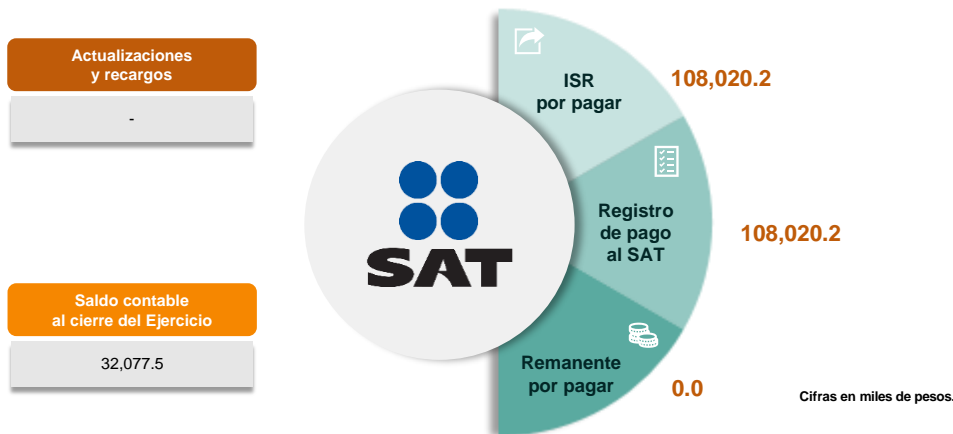 Actualizaciones
y recargos
-
Saldo contable
al cierre del Ejercicio
32,077.5
SAT
ISR
por pagar
108,020.2
Registro
de pago
al SAT
108,020.2
Remanente
por pagar
0.0
Cifras en miles de pesos.